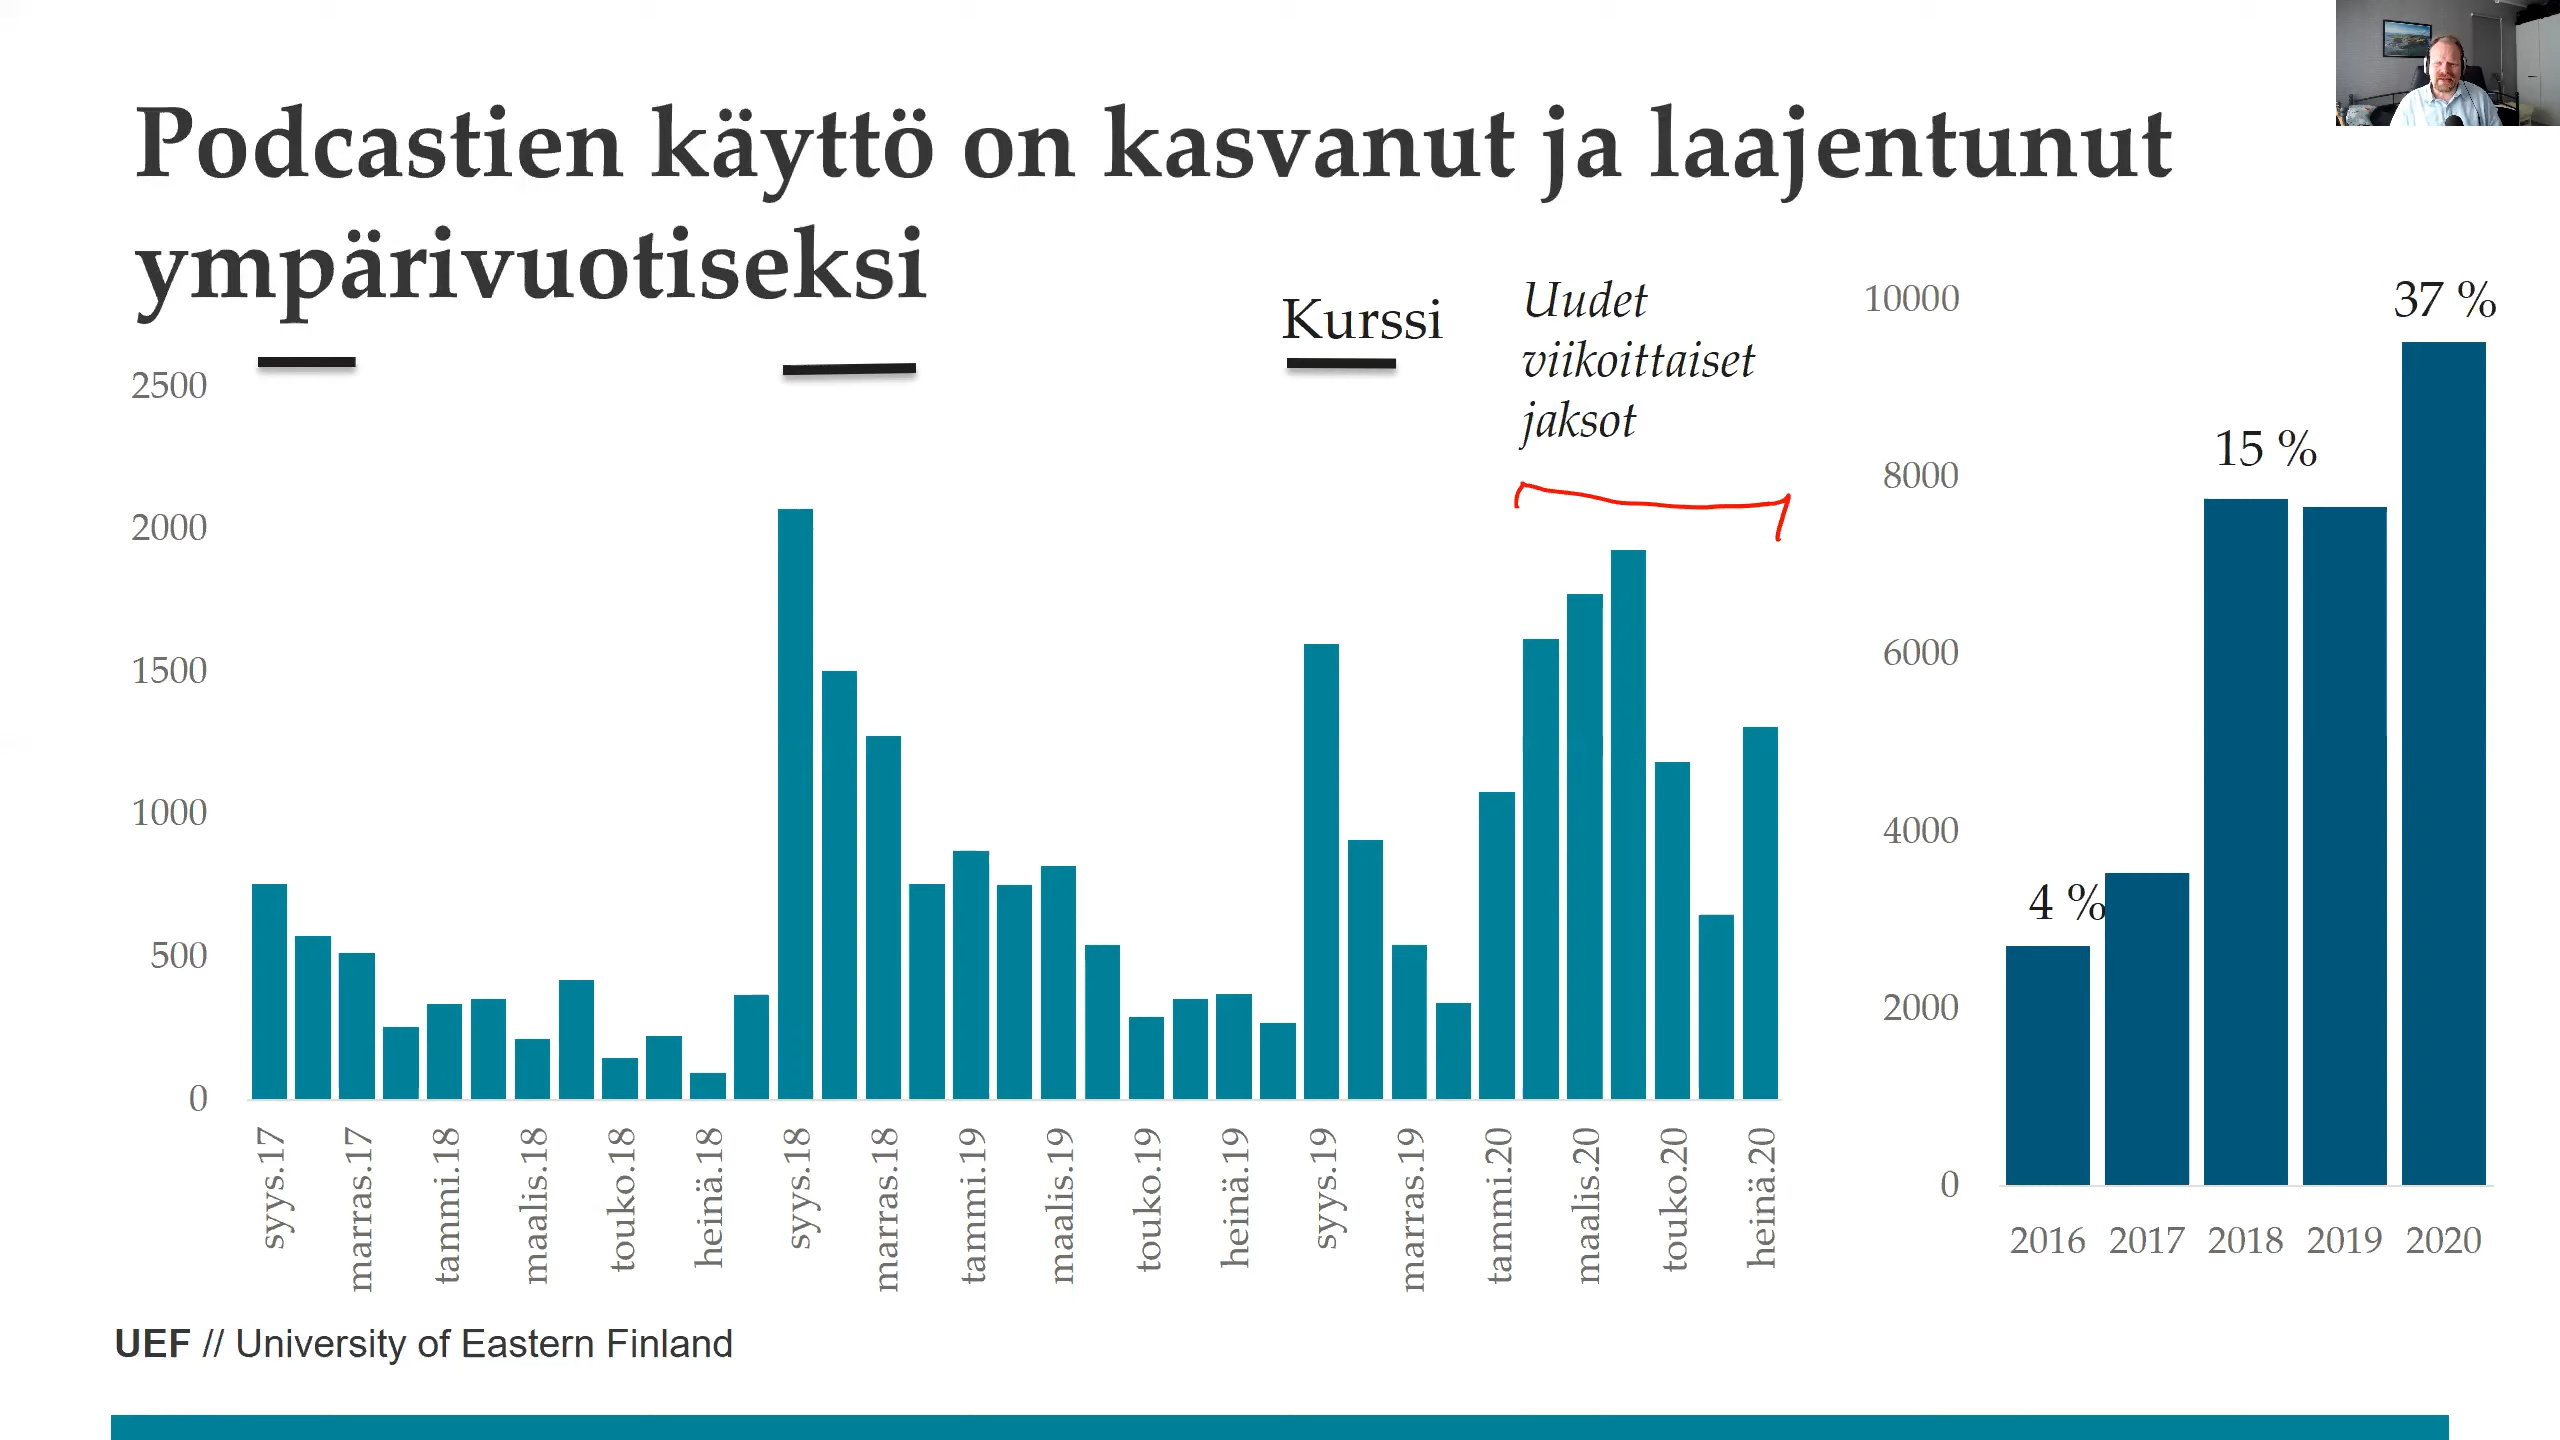 Podcastien käyttö on kasvanut ja laajentunut
ympärivuotiseksi
Kurssi
Uudet
viikoittaiset
jaksot
2500
2000
1500
1000
500
0
syys.17
marras.17
tammi.18
maalis.18
touko.18
heinä.18
syys.18
marras.18
tammi.19
maalis.19
touko.19
heinä.19
syys.19
marras.19
tammi.20
maalis.20
touko.20
heinä.20
10000
8000
6000
4000
2000
0
4 %
15 %
37 %
2016 2017 2018 2019 2020
UEF // University of Eastern Finland